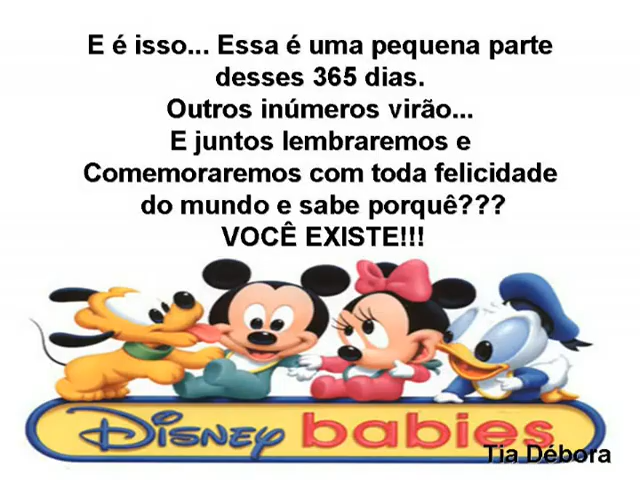 E é isso... Essa é uma pequena parte
desses 365 dias.
Outros inúmeros virão...
E juntos lembraremos e
Comemoraremos com toda felicidade
do mundo e sabe porquê???
VOCÊ EXISTE!!!
Disney babies
Tia Débora